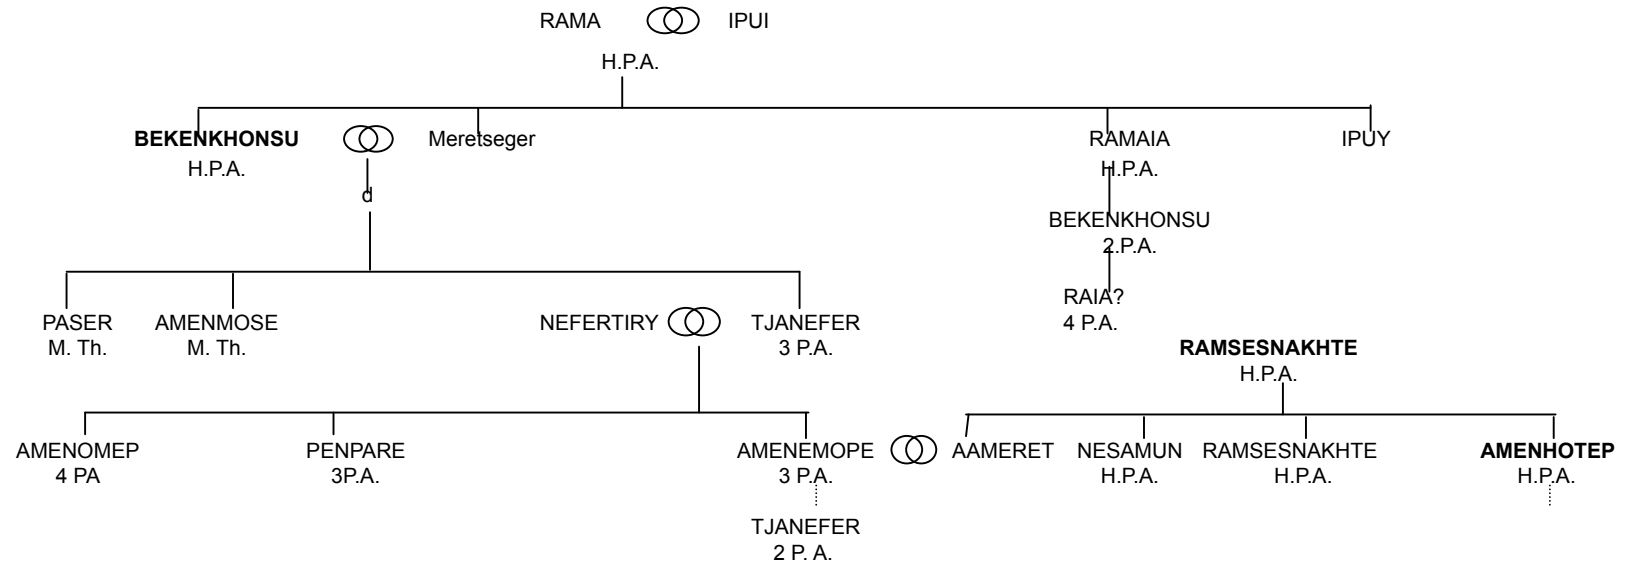 RAMA IPUI
H.P.A.
BEKENKHONSU Meretseger RAMAIA IPUY
H.P.A. H.P.A.
d
BEKENKHONSU
2.P.A.
RAIA?
4 P.A.
PASER AMENMOSE NEFERTIRY TJANEFER
M. Th. M. Th. 3 P.A.
RAMSESNAKHTE
H.P.A.
AMENOMEP PENPARE AMENEMOPE AAMERET NESAMUN RAMSESNAKHTE AMENHOTEP
4 PA 3P.A. 3 P.A. H.P.A. H.P.A. H.P.A.
TJANEFER
2 P. A.